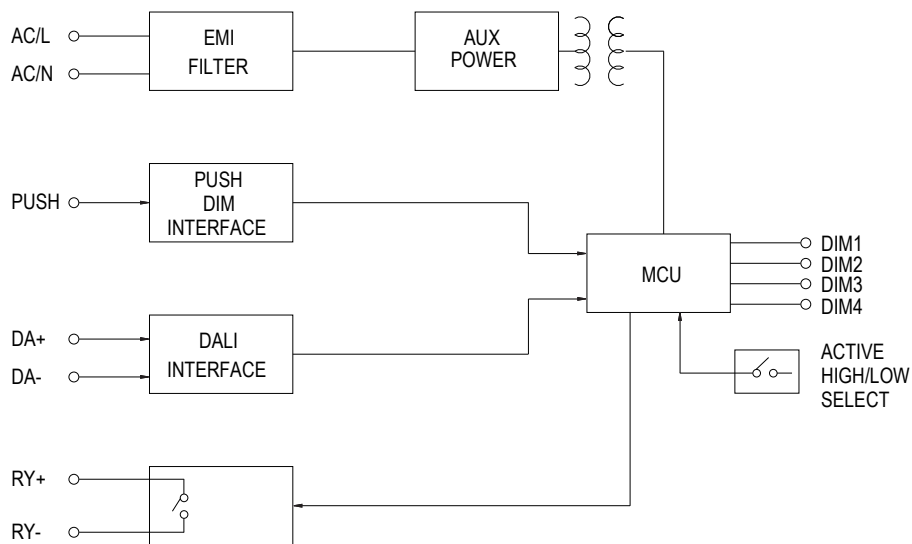 AC/L
AC/N
EMI
FILTER
AUX
POWER
PUSH
PUSH
DIM
INTERFACE
MCU
DIM1
DIM2
DIM3
DIM4
DA+
DA-
DALI
INTERFACE
ACTIVE
HIGH/LOW
SELECT
RY+
RY-